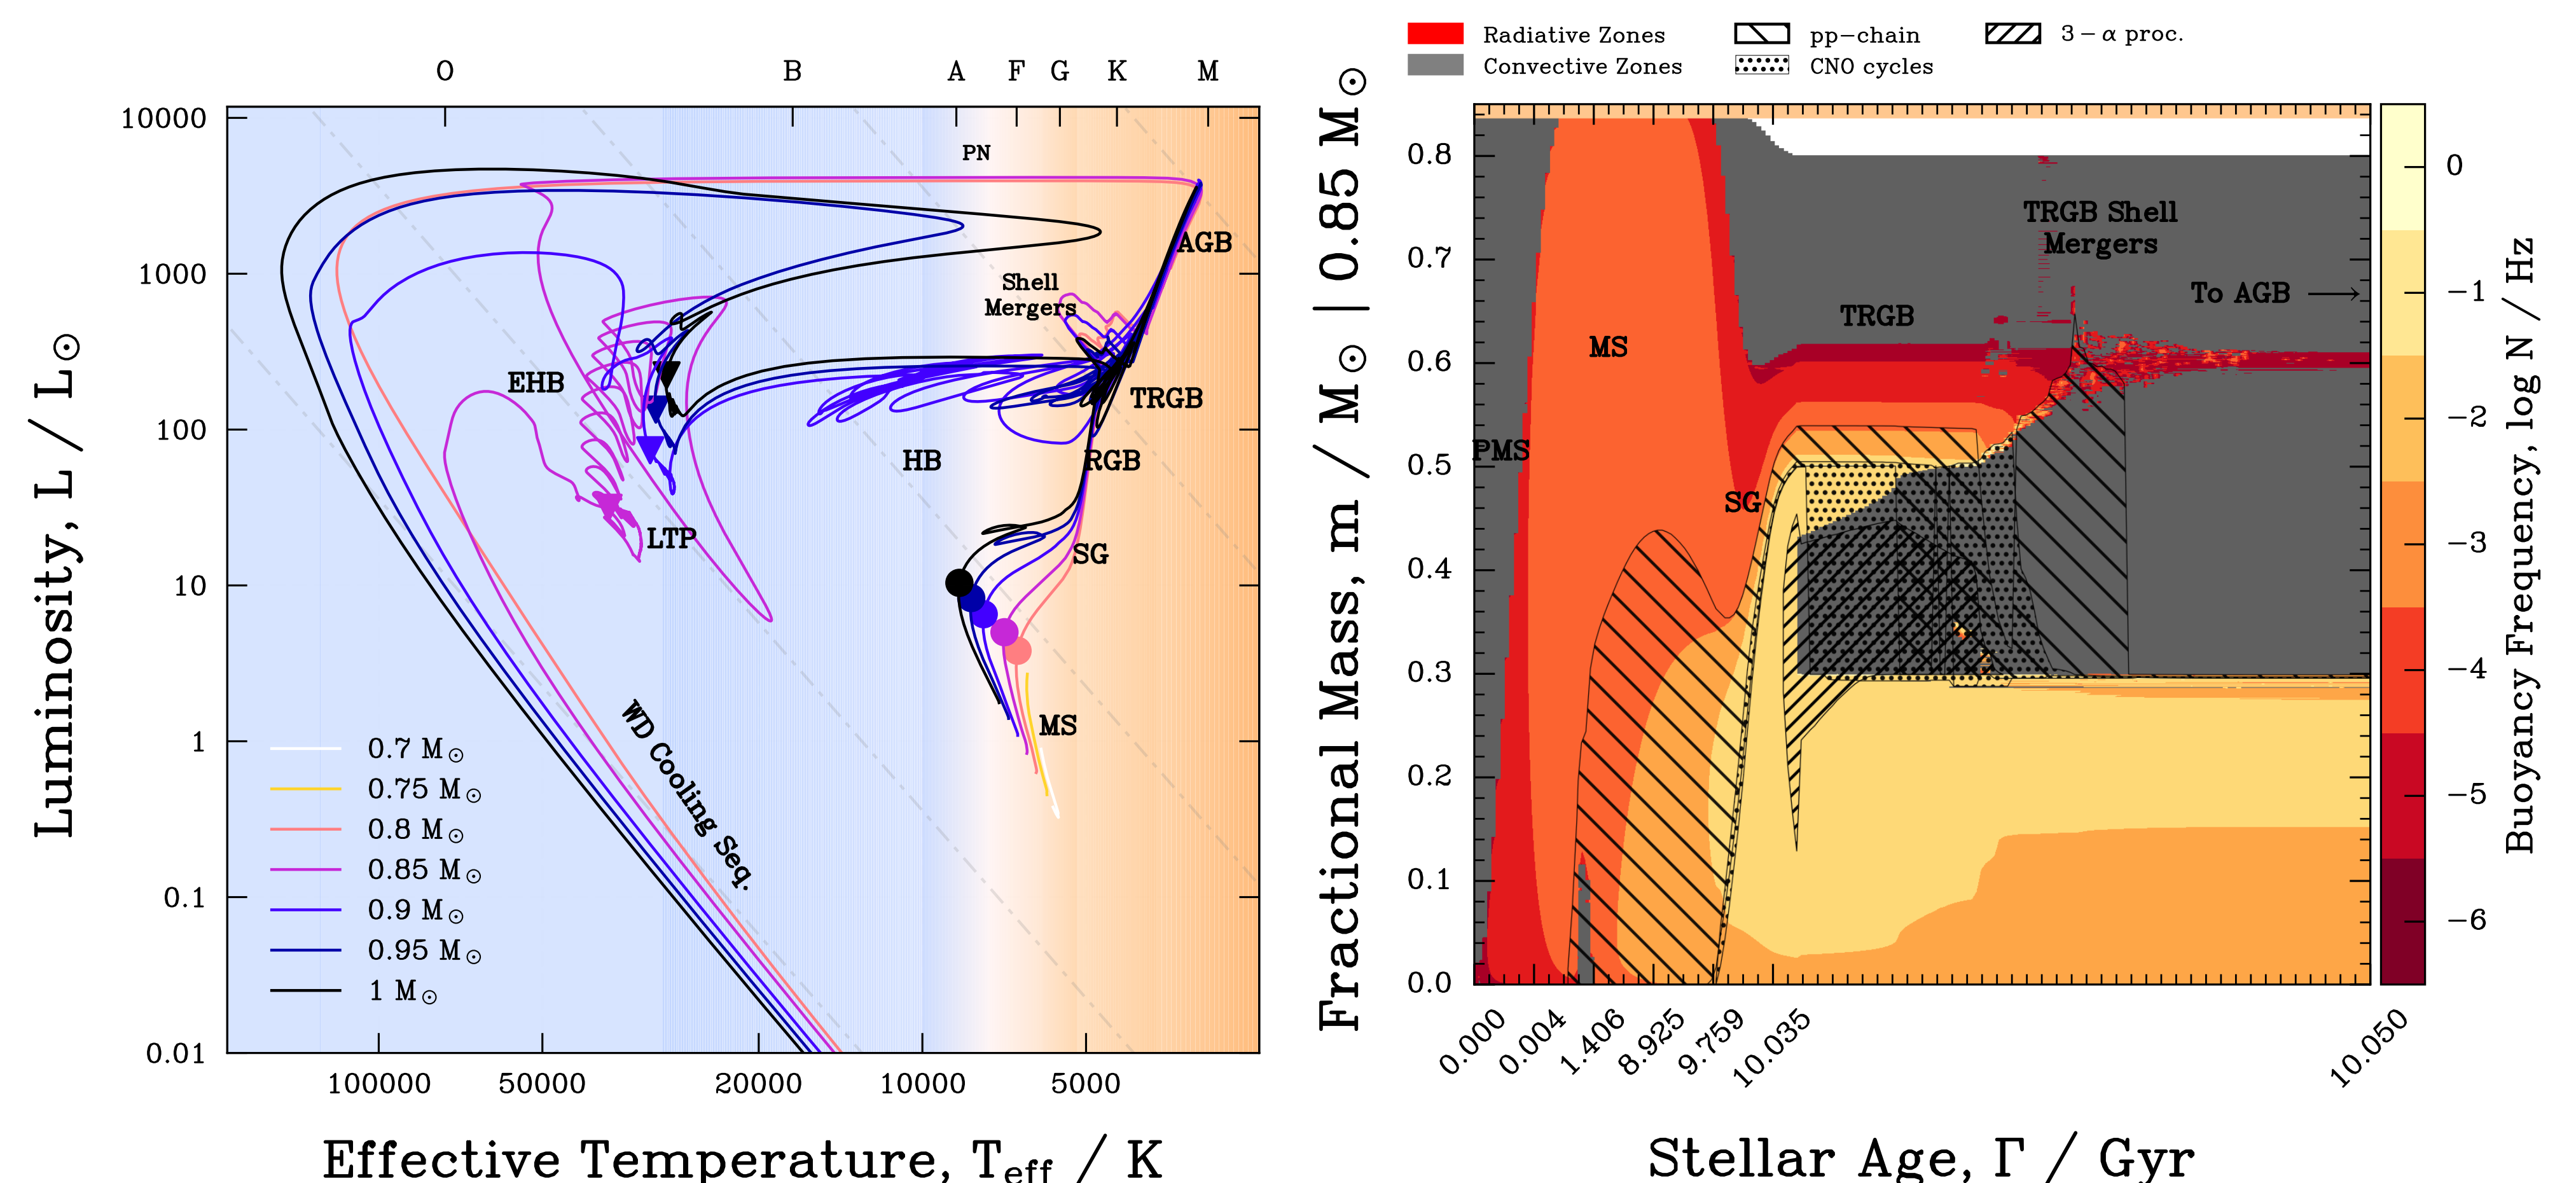 O B A F G K M
10000
1000
100
10
1
0.1
0.01
Luminosity, L / L⊙
PN
AGB
Shell
Mergers
EHB
TRGB
HB
RGB
LTP
SG
MS
WD Cooling Seq.
0.7 M⊙
0.75 M⊙
0.8 M⊙
0.85 M⊙
0.9 M⊙
0.95 M⊙
1 M⊙
100000 50000 20000 10000 5000
Effective Temperature, Teff / K
Radiative Zones
Convective Zones
pp-chain
CNO cycles
3-α proc.
Fractional Mass, m / M⊙ | 0.85 M⊙
0.8
0.7
0.6
0.5
0.4
0.3
0.2
0.1
0.0
TRGB Shell
Mergers
To AGB →
TRGB
MS
PMS
SG
0.000 0.004 1.406 8.925 9.759 10.035 10.050
Stellar Age, Γ / Gyr
0
−1
−2
−3
−4
−5
−6
Buoyancy Frequency, log N / Hz